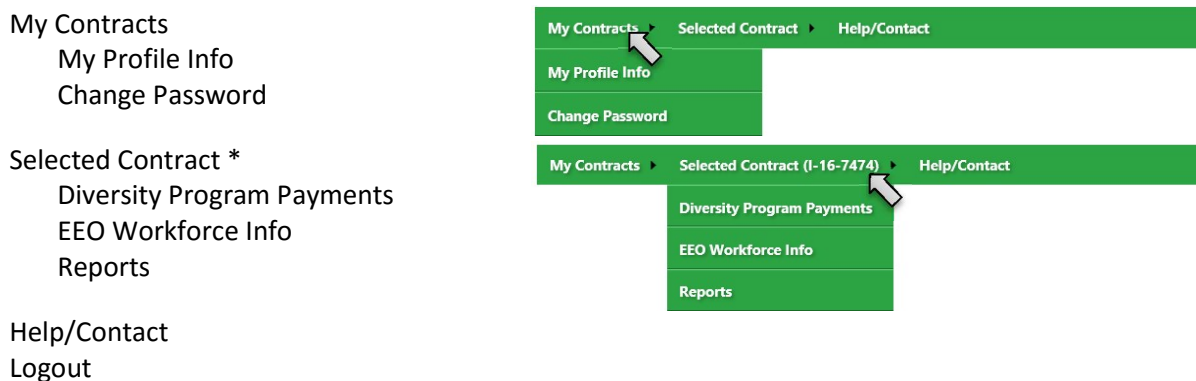 My Contracts
My Profile Info
Change Password
Selected Contract *
Diversity Program Payments
EEO Workforce Info
Reports
Help/Contact
Logout
My Contracts Selected Contract Help/Contact
My Profile Info
Change Password
My Contracts Selected Contract (I-16-7474) Help/Contact
Diversity Program Payments
EEO Workforce Info
Reports